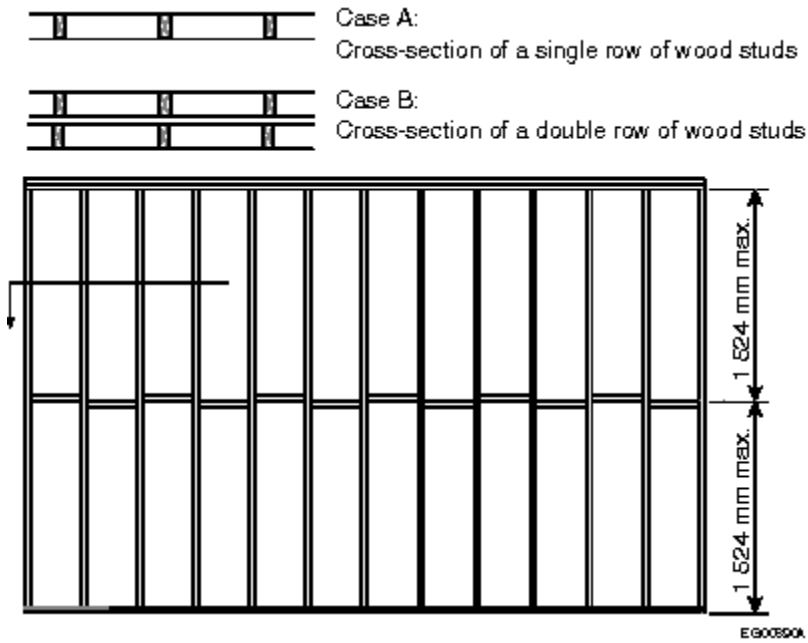 Case A:
Cross-section of a single row of wood studs
Case B:
Cross-section of a double row of wood studs
1 524 mm max.
1 524 mm max.